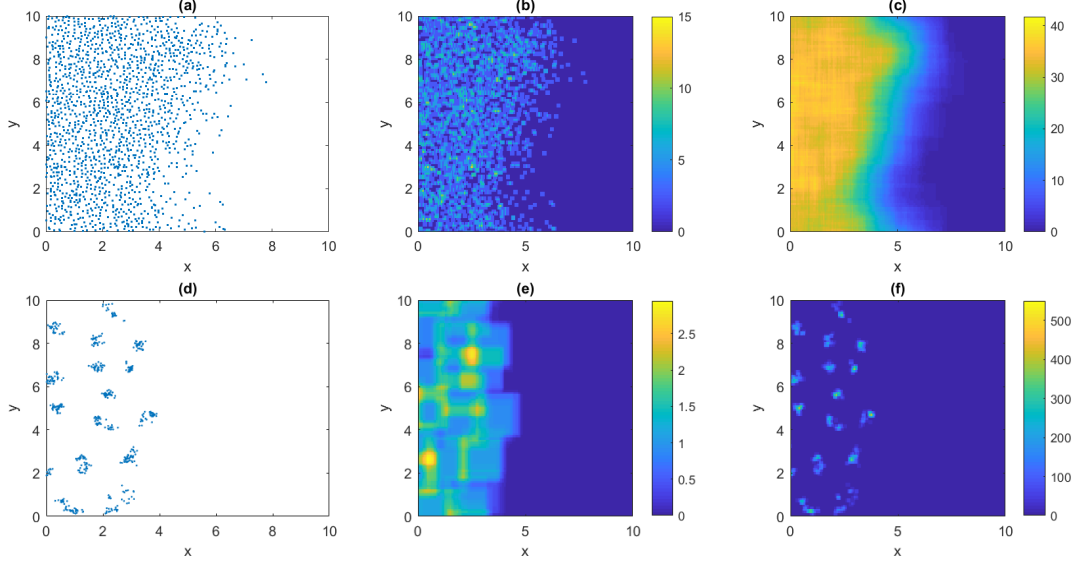 (a) (b) (c)
10 10 15 10 40
8 8 8 35
6 6 10 6 30
y y y 25
4 4 4 20
2 2 5 2 15
10
5
0 0 0 0 0
0 2 4 6 8 10 0 5 10 0 5 10
x x x
(d) (e) (f)
10 10 10
8 8 2.5 8 500
6 6 2 6 400
y y 1.5 y 300
4 4 1 4 200
2 2 0.5 2 100
0 0 0 0 0
0 2 4 6 8 10 0 5 10 0 5 10
x x x